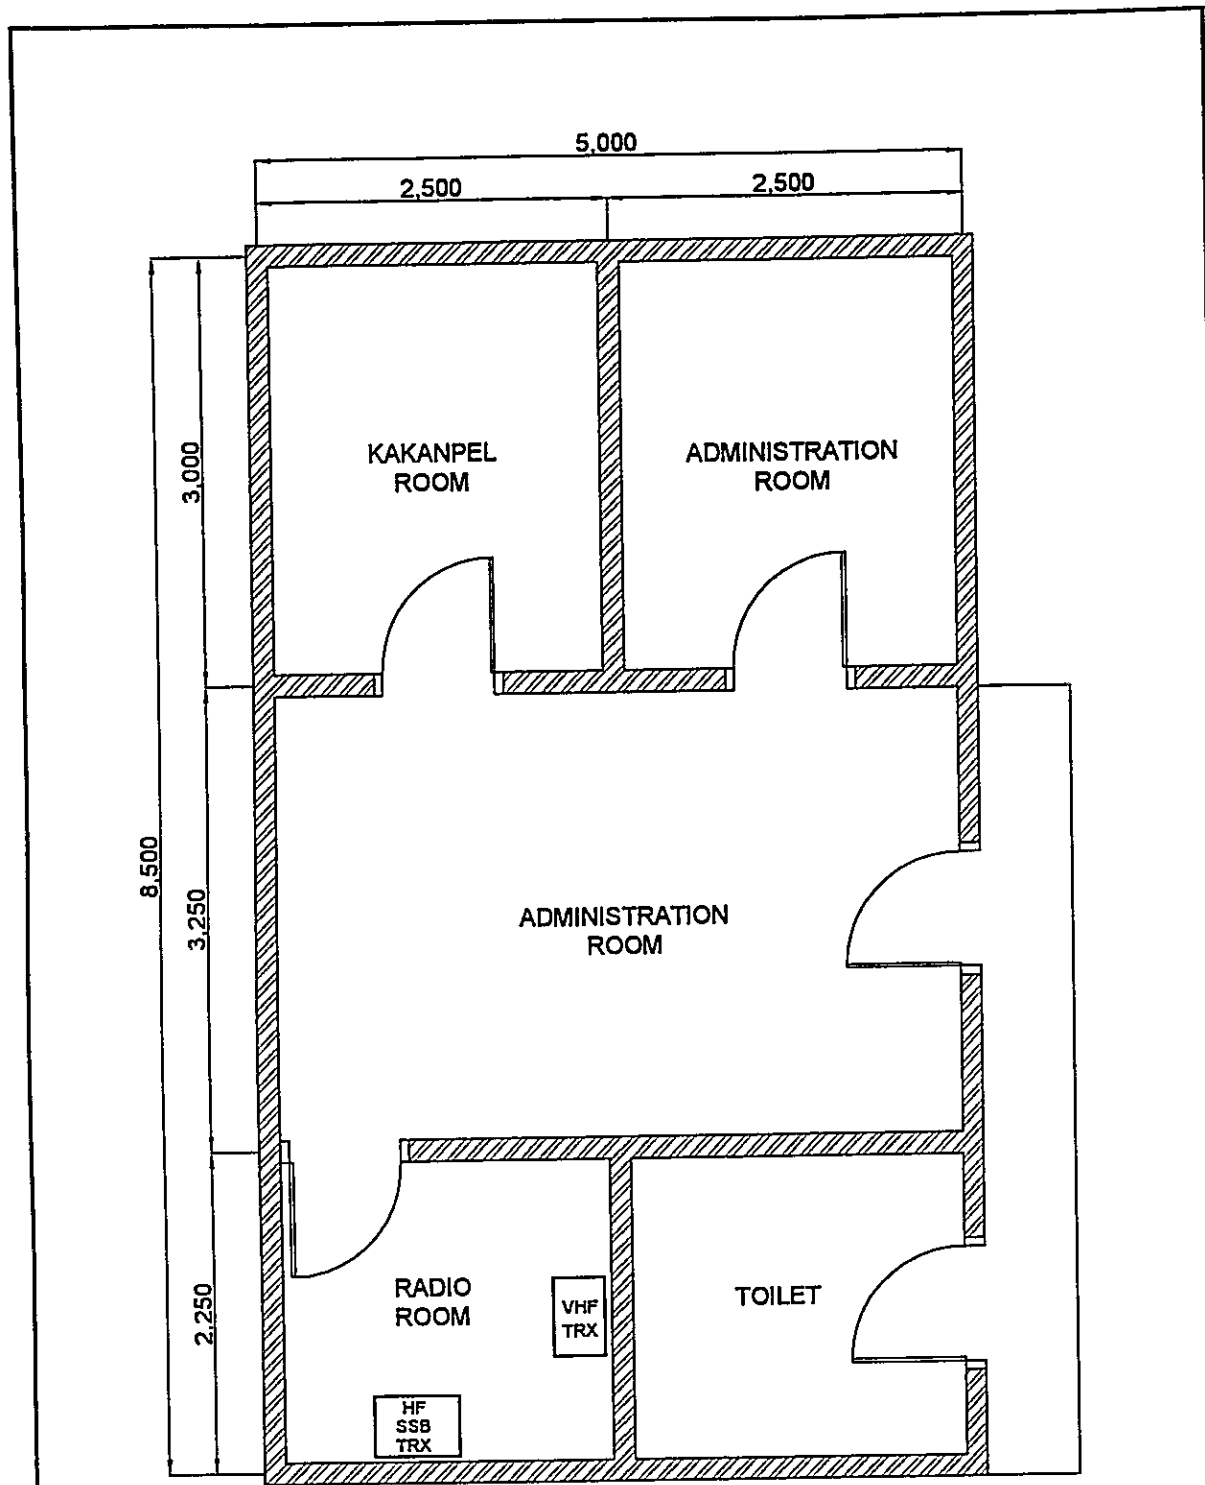 5,000
2,500
2,500
3,000
KAKANPEL
ROOM
ADMINISTRATION
ROOM
8,500
3,250
ADMINISTRATION
ROOM
2,250
RADIO
ROOM
VHF
TRX
TOILET
HF
SSB
TRX